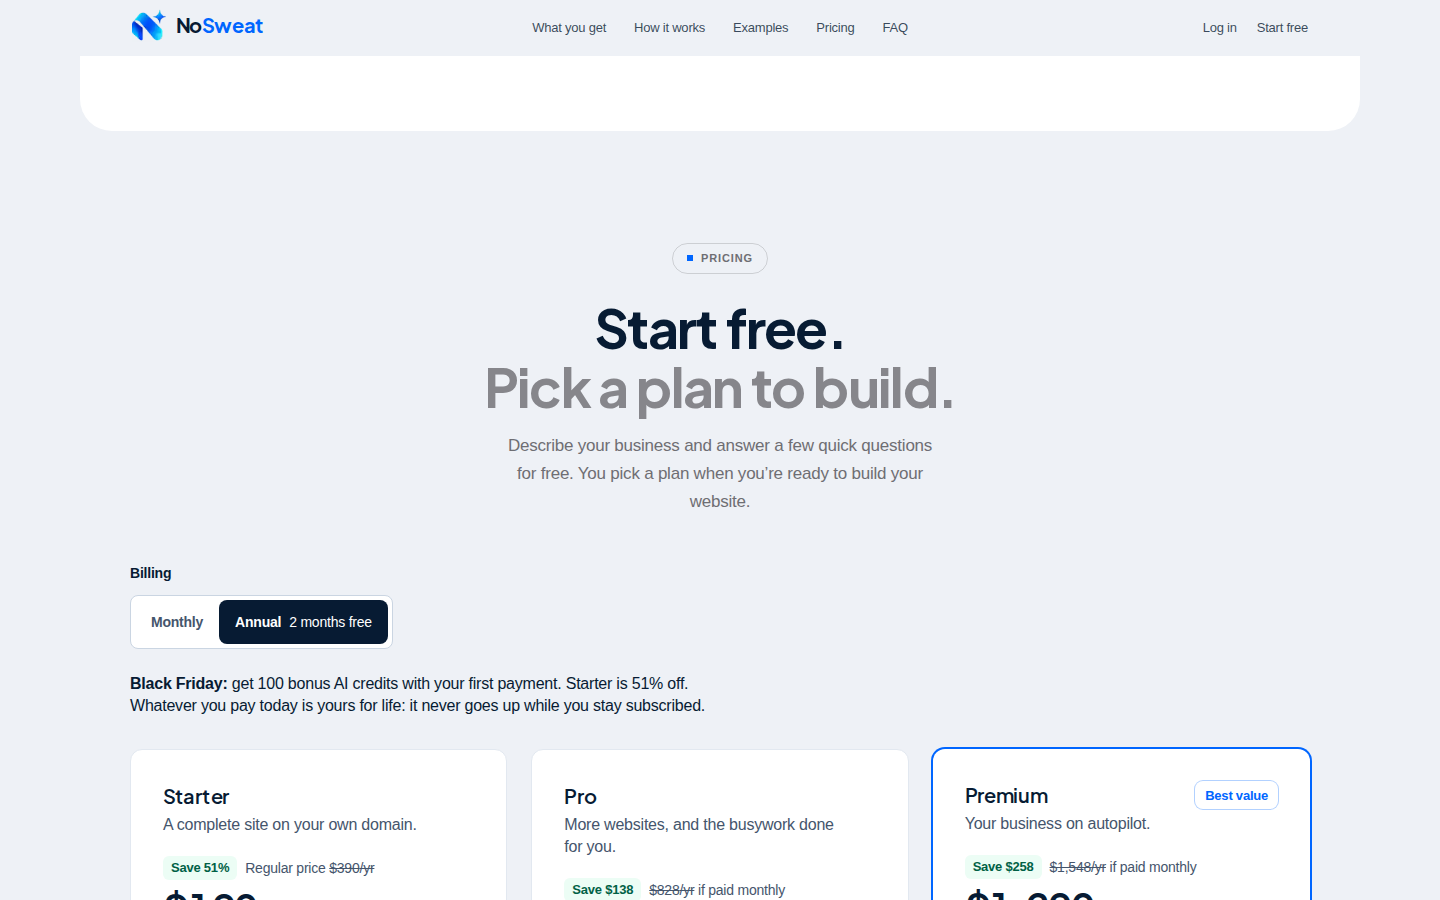 NoSweat
What you get
How it works
Examples
Pricing
FAQ
Log in
Start free
PRICING
Start free.
Pick a plan to build.
Describe your business and answer a few quick questions
for free. You pick a plan when you’re ready to build your
website.
Billing
Monthly
Annual 2 months free
Black Friday: get 100 bonus AI credits with your first payment. Starter is 51% off.
Whatever you pay today is yours for life: it never goes up while you stay subscribed.
Starter
A complete site on your own domain.
Save 51% Regular price $390/yr
Pro
More websites, and the busywork done
for you.
Save $138 $828/yr if paid monthly
Premium
Best value
Your business on autopilot.
Save $258 $1,548/yr if paid monthly